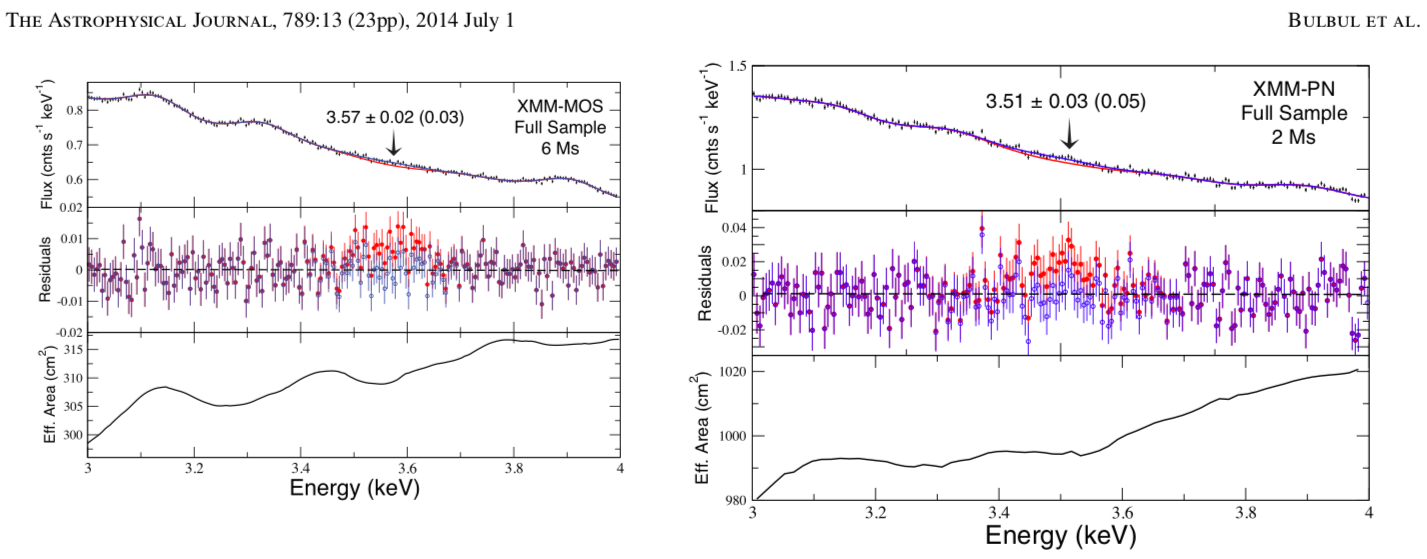 THE ASTROPHYSICAL JOURNAL, 789:13 (23pp), 2014 July 1
BULBUL ET AL.
Flux (cnts s⁻¹ keV⁻¹)
0.8
0.7
0.6
3.57 ± 0.02 (0.03)
XMM-MOS
Full Sample
6 Ms
Residuals
0.02
0.01
0
-0.01
-0.02
Eff. Area (cm²)
315
310
305
300
3
3.2
3.4
3.6
3.8
4
Energy (keV)
Flux (cnts s⁻¹ keV⁻¹)
1.5
1
3.51 ± 0.03 (0.05)
XMM-PN
Full Sample
2 Ms
Residuals
0.04
0.02
0
-0.02
Eff. Area (cm²)
1020
1000
980
3
3.2
3.4
3.6
3.8
4
Energy (keV)